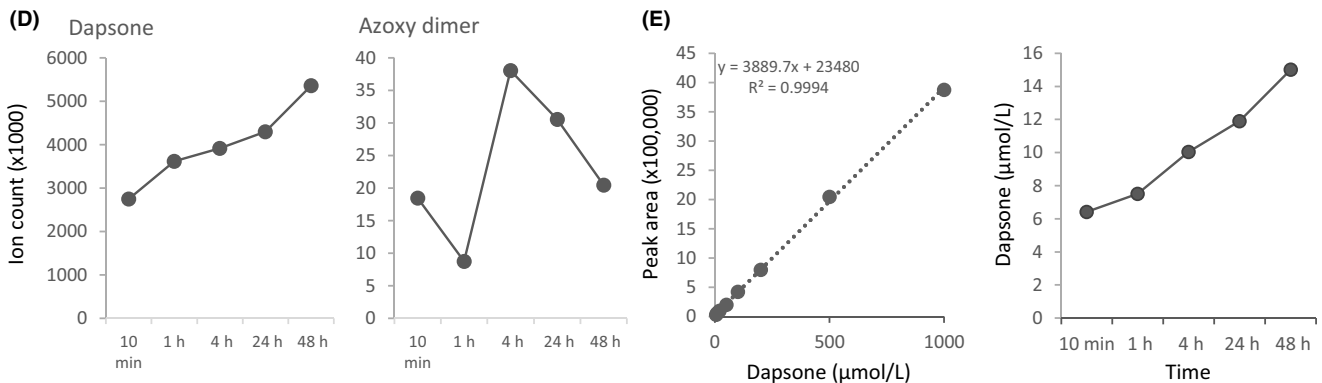 (D)
Dapsone
Ion count (x1000)
6000
5000
4000
3000
2000
1000
0
10 min
1 h
4 h
24 h
48 h
Azoxy dimer
40
35
30
25
20
15
10
5
0
10 min
1 h
4 h
24 h
48 h
(E)
Peak area (x100,000)
45
40
35
30
25
20
15
10
5
0
y = 3889.7x + 23480
R² = 0.9994
0
500
1000
Dapsone (µmol/L)
Dapsone (µmol/L)
16
14
12
10
8
6
4
2
0
10 min
1 h
4 h
24 h
48 h
Time